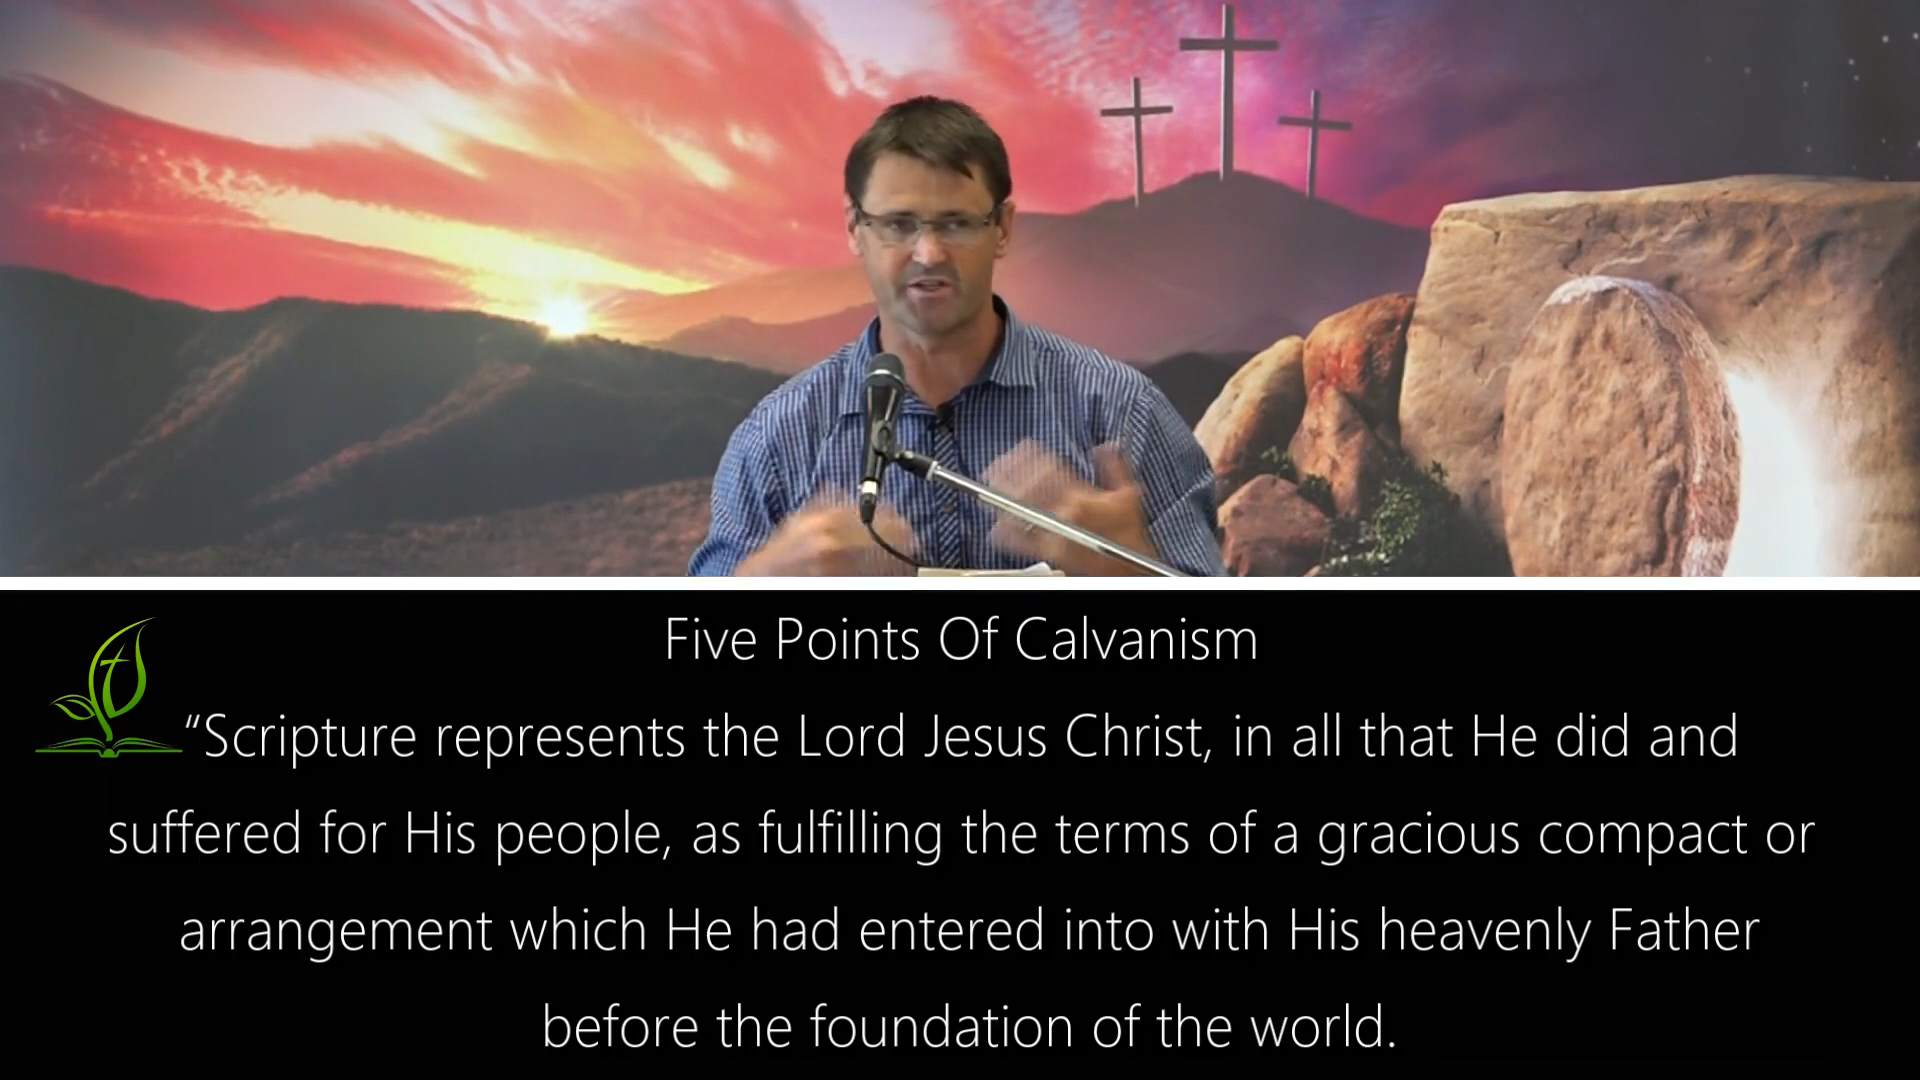 Five Points Of Calvanism
“Scripture represents the Lord Jesus Christ, in all that He did and
suffered for His people, as fulfilling the terms of a gracious compact or
arrangement which He had entered into with His heavenly Father
before the foundation of the world.